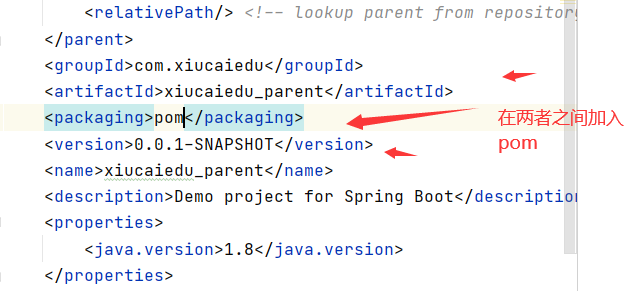 <relativePath/> <!-- lookup parent from repository
</parent>
<groupId>com.xiucaiedu</groupId>
<artifactId>xiucaiedu_parent</artifactId>
<packaging>pom</packaging>
在两者之间加入
pom
<version>0.0.1-SNAPSHOT</version>
<name>xiucaiedu_parent</name>
<description>Demo project for Spring Boot</description
<properties>
<java.version>1.8</java.version>
</properties>